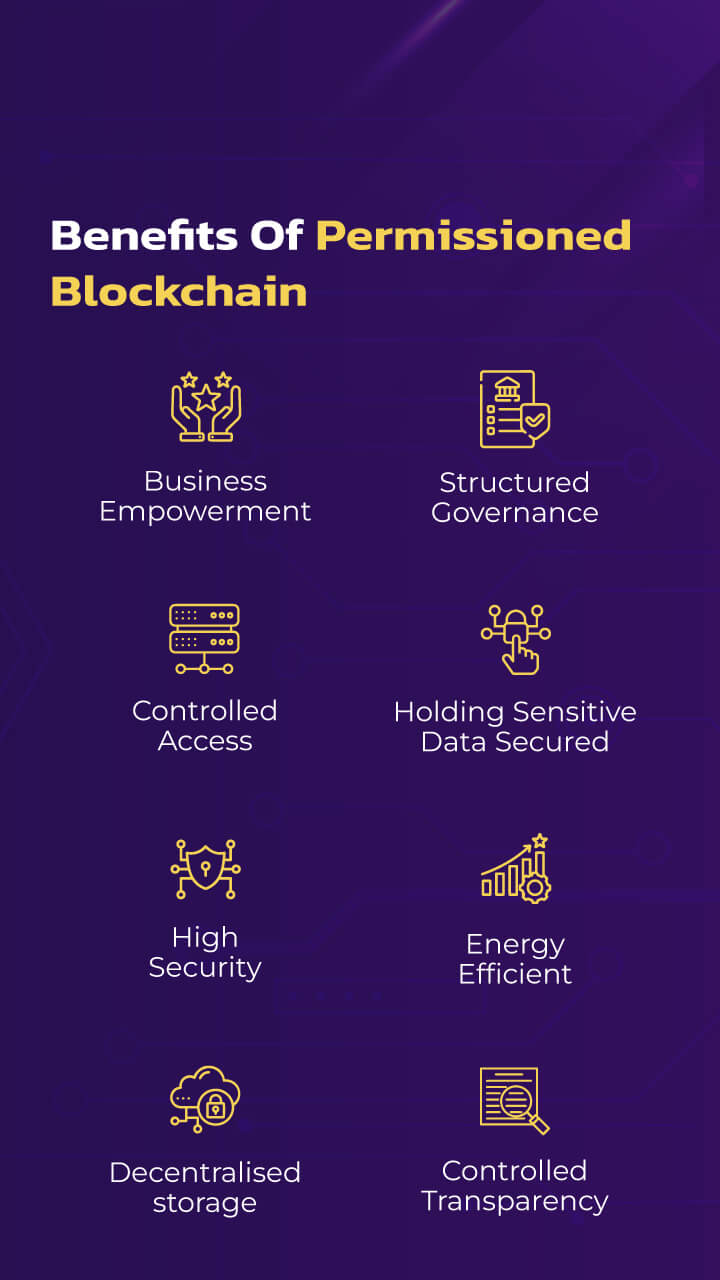 Benefits Of Permissioned
Blockchain
Business
Empowerment
Structured
Governance
Controlled
Access
Holding Sensitive
Data Secured
High
Security
Energy
Efficient
Decentralised
storage
Controlled
Transparency